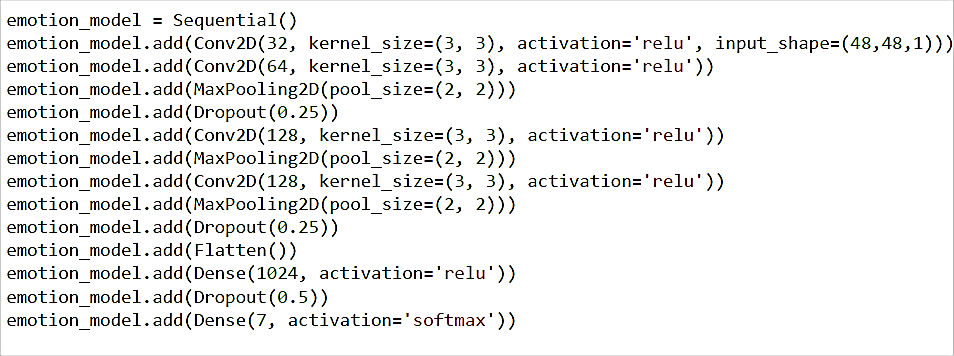 emotion_model = Sequential()
emotion_model.add(Conv2D(32, kernel_size=(3, 3), activation='relu', input_shape=(48,48,1)))
emotion_model.add(Conv2D(64, kernel_size=(3, 3), activation='relu'))
emotion_model.add(MaxPooling2D(pool_size=(2, 2)))
emotion_model.add(Dropout(0.25))
emotion_model.add(Conv2D(128, kernel_size=(3, 3), activation='relu'))
emotion_model.add(MaxPooling2D(pool_size=(2, 2)))
emotion_model.add(Conv2D(128, kernel_size=(3, 3), activation='relu'))
emotion_model.add(MaxPooling2D(pool_size=(2, 2)))
emotion_model.add(Dropout(0.25))
emotion_model.add(Flatten())
emotion_model.add(Dense(1024, activation='relu'))
emotion_model.add(Dropout(0.5))
emotion_model.add(Dense(7, activation='softmax'))